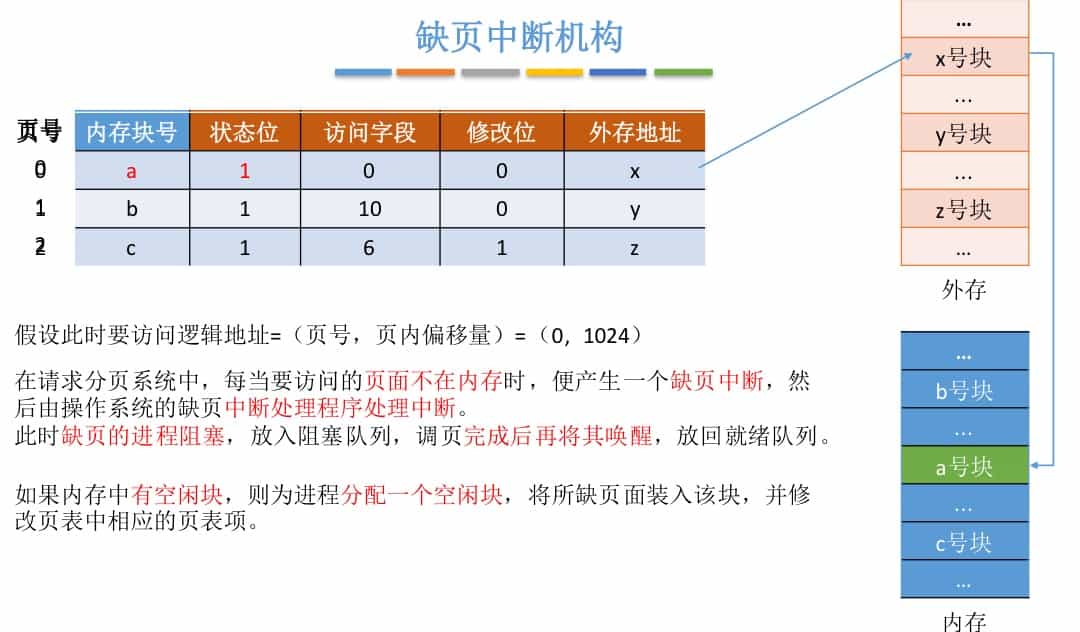 缺页中断机构
页号 内存块号 状态位 访问字段 修改位 外存地址
0 a 1 0 0 x
1 b 1 10 0 y
2 c 1 6 1 z
假设此时要访问逻辑地址=（页号，页内偏移量）=（0，1024）
在请求分页系统中，每当要访问的页面不在内存时，便产生一个缺页中断，然
后由操作系统的缺页中断处理程序处理中断。
此时缺页的进程阻塞，放入阻塞队列，调页完成后再将其唤醒，放回就绪队列。
如果内存中有空闲块，则为进程分配一个空闲块，将所缺页面装入该块，并修
改页表中相应的页表项。
...
x号块
...
y号块
...
z号块
...
外存
...
b号块
...
a号块
...
c号块
...
内存